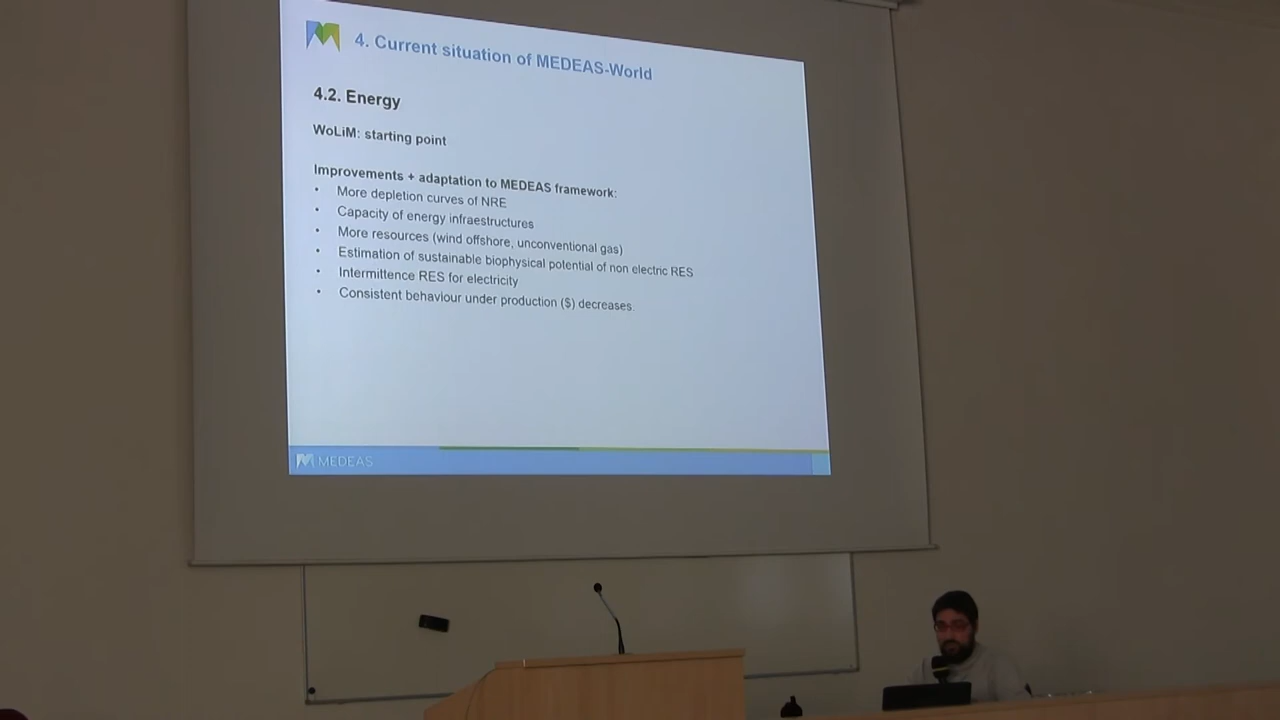 4. Current situation of MEDEAS-World
4.2. Energy
WoLiM: starting point
Improvements + adaptation to MEDEAS framework:
• More depletion curves of NRE
• Capacity of energy infraestructures
• More resources (wind offshore, unconventional gas)
• Estimation of sustainable biophysical potential of non electric RES
• Intermittence RES for electricity
• Consistent behaviour under production ($) decreases.
MEDEAS